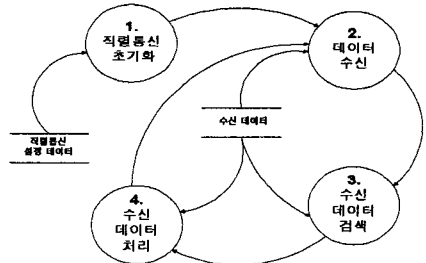 1.
직렬통신
초기화
2.
데이터
수신
직렬통신
설정 데이터
수신 데이터
3.
수신
데이터
검색
4.
수신
데이터
처리